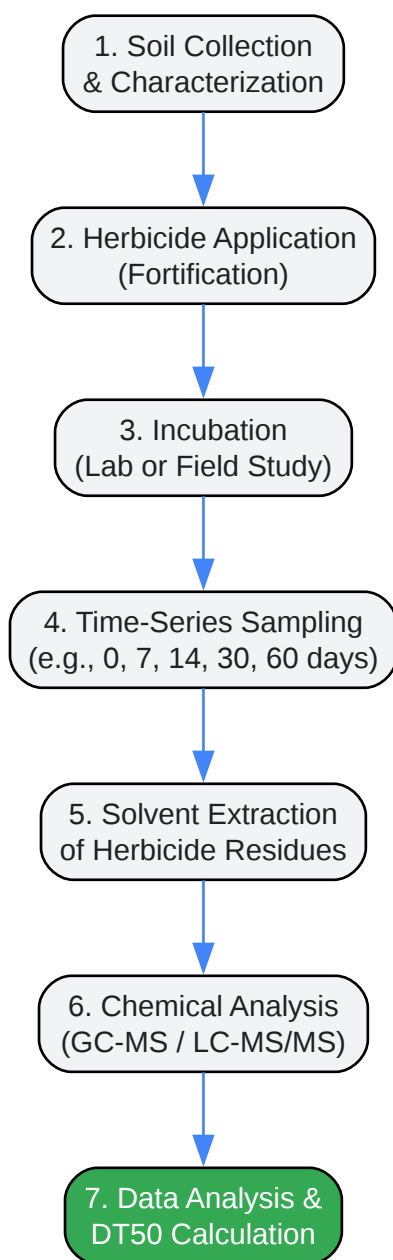 1. Soil Collection
& Characterization
2. Herbicide Application
(Fortification)
3. Incubation
(Lab or Field Study)
4. Time-Series Sampling
(e.g., 0, 7, 14, 30, 60 days)
5. Solvent Extraction
of Herbicide Residues
6. Chemical Analysis
(GC-MS / LC-MS/MS)
7. Data Analysis &
DT50 Calculation